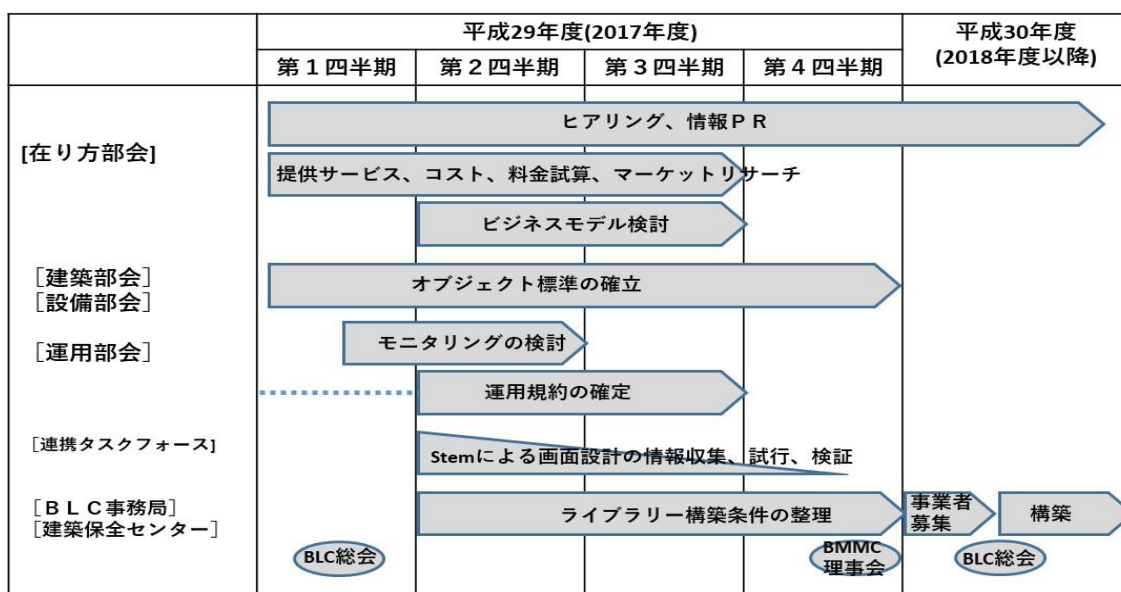 平成29年度(2017年度)
平成30年度
(2018年度以降)
第１四半期
第２四半期
第３四半期
第４四半期
[在り方部会]
ヒアリング、情報ＰＲ
提供サービス、コスト、料金試算、マーケットリサーチ
ビジネスモデル検討
［建築部会］
［設備部会］
オブジェクト標準の確立
［運用部会］
モニタリングの検討
運用規約の確定
［連携タスクフォース]
Stemによる画面設計の情報収集、試行、検証
［ＢＬＣ事務局］
［建築保全センター］
ライブラリー構築条件の整理
事業者
募集
構築
BLC総会
BMMC
理事会
BLC総会